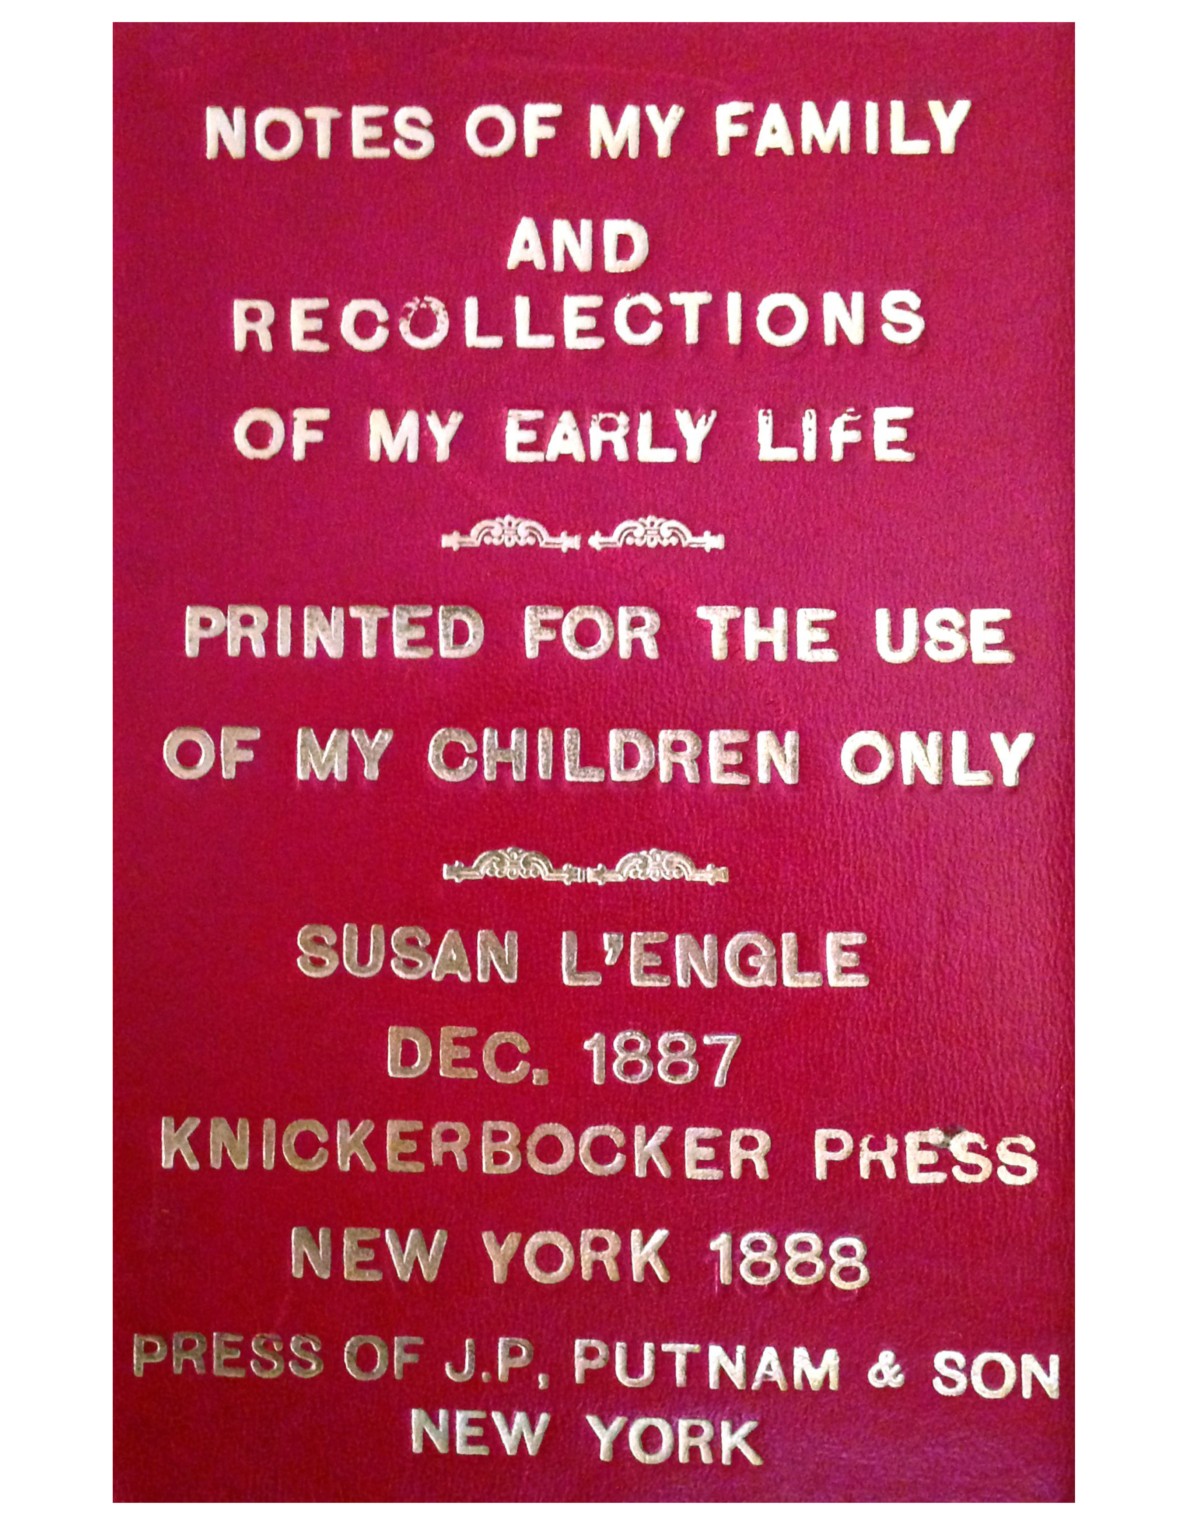 NOTES OF MY FAMILY
AND
RECOLLECTIONS
OF MY EARLY LIFE
PRINTED FOR THE USE
OF MY CHILDREN ONLY
SUSAN L'ENGLE
DEC. 1887
KNICKERBOCKER PRESS
NEW YORK 1888
PRESS OF J.P, PUTNAM & SON
NEW YORK